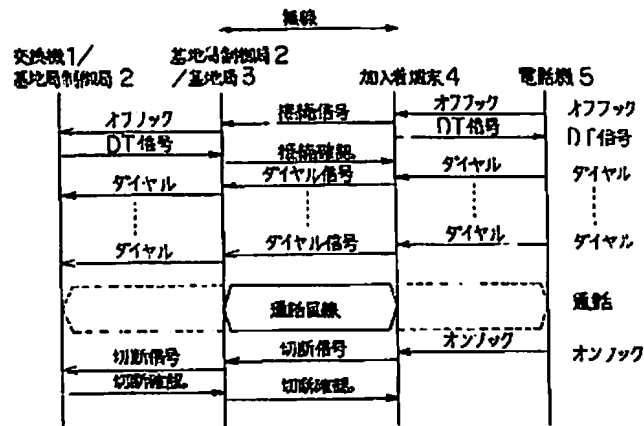 無線
交換機1/
基地局制御局2
基地局制御局2
/基地局3
加入者端末4
電話機5
オフック
接続信号
オフフック
オフフック
DT信号
DT信号
DT信号
接続確認
ダイヤル
ダイヤル信号
ダイヤル
ダイヤル
ダイヤル
ダイヤル信号
ダイヤル
ダイヤル
通話回線
通話
切断信号
切断信号
オンフック
オンフック
切断確認
切断確認